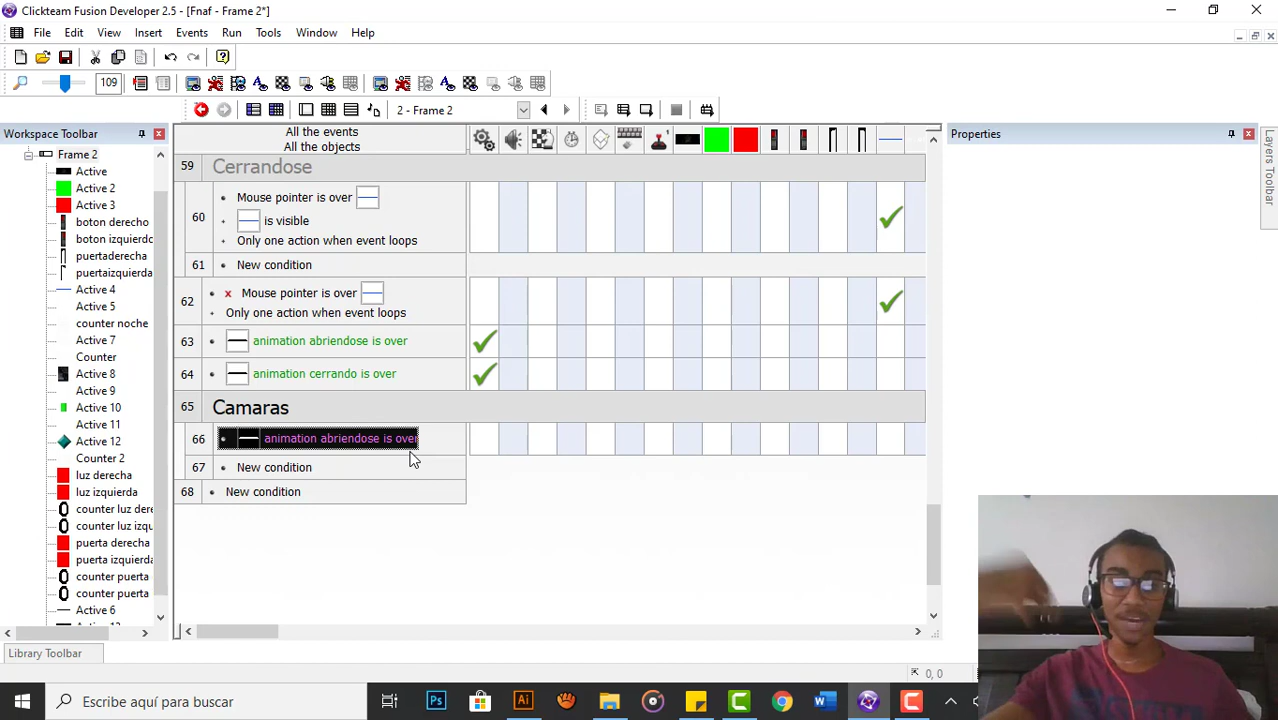 Clickteam Fusion Developer 2.5 - [Fnaf - Frame 2*]
File Edit View Insert Events Run Tools Window Help
109
2 - Frame 2
Workspace Toolbar
Frame 2
Active
Active 2
Active 3
boton derecho
boton izquierdo
puertaderecha
puertaizquierda
Active 4
Active 5
counter noche
Active 7
Counter
Active 8
Active 9
Active 10
Active 11
Active 12
Counter 2
luz derecha
luz izquierda
counter luz dere
counter luz izqu
puerta derecha
puerta izquierda
counter puerta
counter puerta
Active 6
Library Toolbar
All the events
All the objects
59 Cerrandose
60
Mouse pointer is over
is visible
Only one action when event loops
61 New condition
62
x Mouse pointer is over
Only one action when event loops
63 animation abriendose is over
64 animation cerrando is over
65 Camaras
66 animation abriendose is over
67 New condition
68 New condition
Properties
Layers Toolbar
0, 0
Escribe aquí para buscar